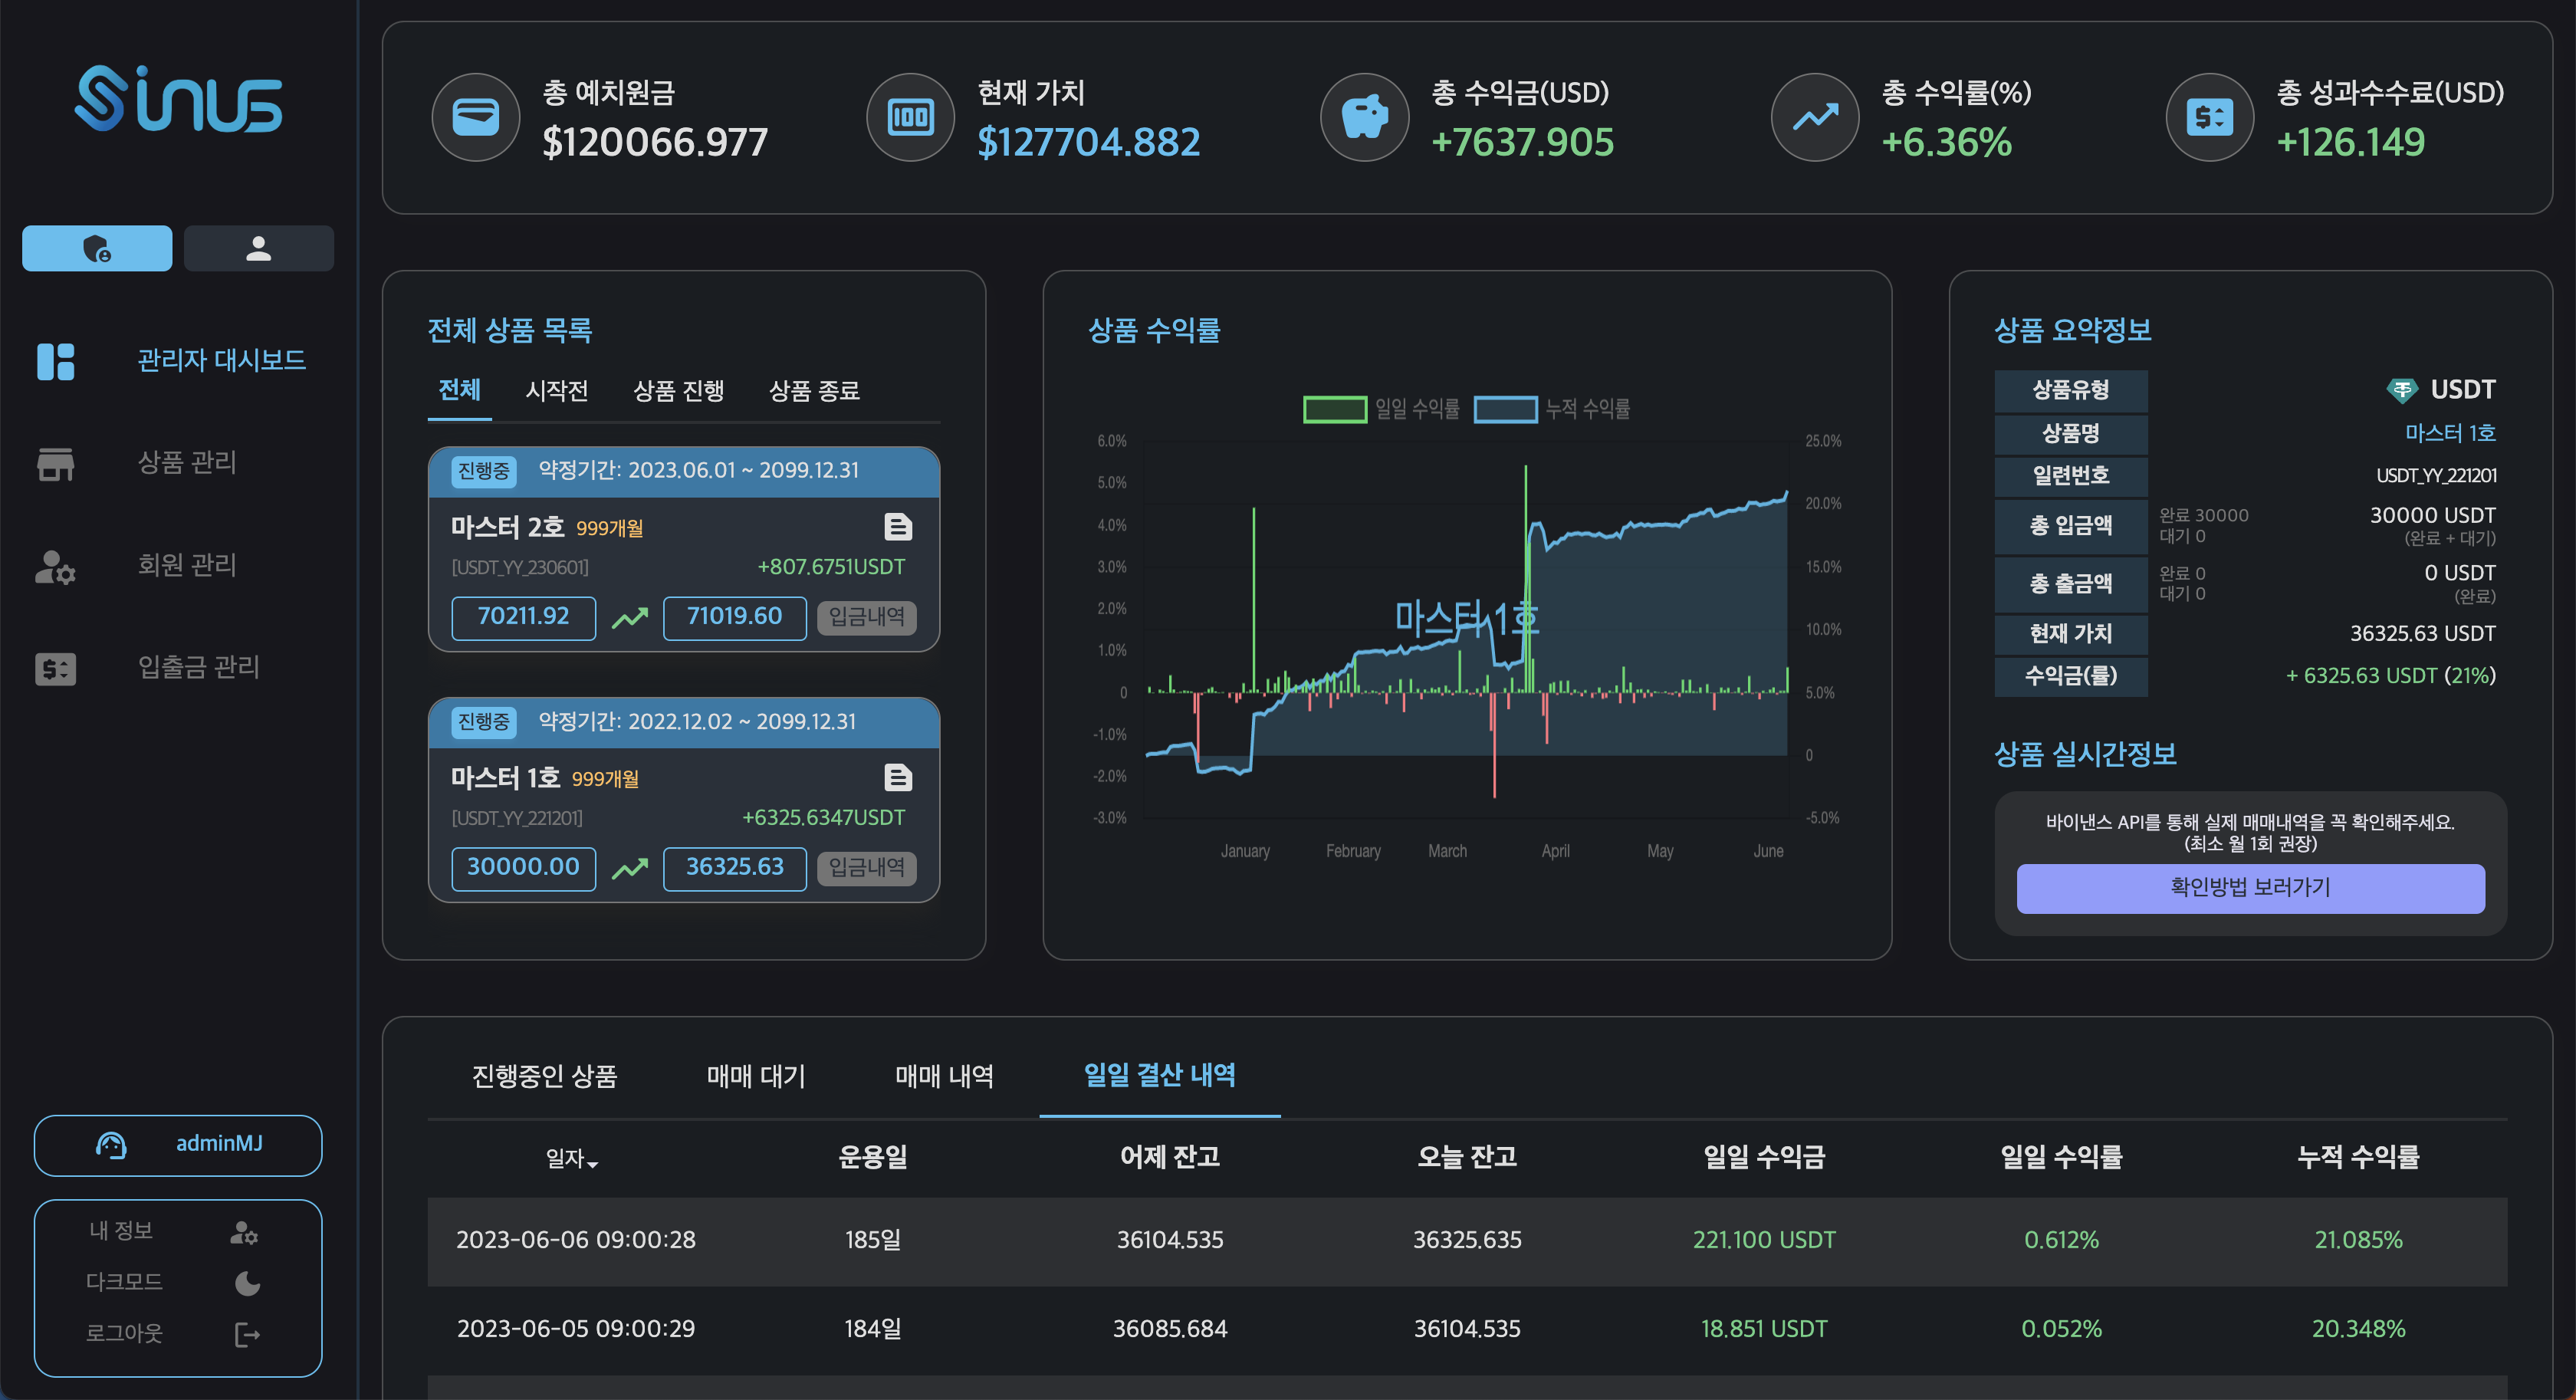 Sinus
관리자 대시보드
상품 관리
회원 관리
입출금 관리
adminMJ
내 정보
다크모드
로그아웃
총 예치원금
$120066.977
현재 가치
$127704.882
총 수익금(USD)
+7637.905
총 수익률(%)
+6.36%
총 성과수수료(USD)
+126.149
전체 상품 목록
전체 시작전 상품 진행 상품 종료
진행중 약정기간: 2023.06.01 ~ 2099.12.31
마스터 2호 999개월
[USDT_YY_230601] +807.6751USDT
70211.92 71019.60 입금내역
진행중 약정기간: 2022.12.02 ~ 2099.12.31
마스터 1호 999개월
[USDT_YY_221201] +6325.6347USDT
30000.00 36325.63 입금내역
상품 수익률
일일 수익률 누적 수익률
6.0% 25.0%
5.0%
20.0%
4.0%
3.0% 15.0%
2.0%
마스터 1호
10.0%
1.0%
0 5.0%
-1.0%
0
-2.0%
-3.0% -5.0%
January February March April May June
상품 요약정보
상품유형 USDT
상품명 마스터 1호
일련번호 USDT_YY_221201
총 입금액 완료 30000 30000 USDT
대기 0 (완료 + 대기)
총 출금액 완료 0 0 USDT
대기 0 (완료)
현재 가치 36325.63 USDT
수익금(률) + 6325.63 USDT (21%)
상품 실시간정보
바이낸스 API를 통해 실제 매매내역을 꼭 확인해주세요.
(최소 월 1회 권장)
확인방법 보러가기
진행중인 상품 매매 대기 매매 내역 일일 결산 내역
일자 운용일 어제 잔고 오늘 잔고 일일 수익금 일일 수익률 누적 수익률
2023-06-06 09:00:28 185일 36104.535 36325.635 221.100 USDT 0.612% 21.085%
2023-06-05 09:00:29 184일 36085.684 36104.535 18.851 USDT 0.052% 20.348%